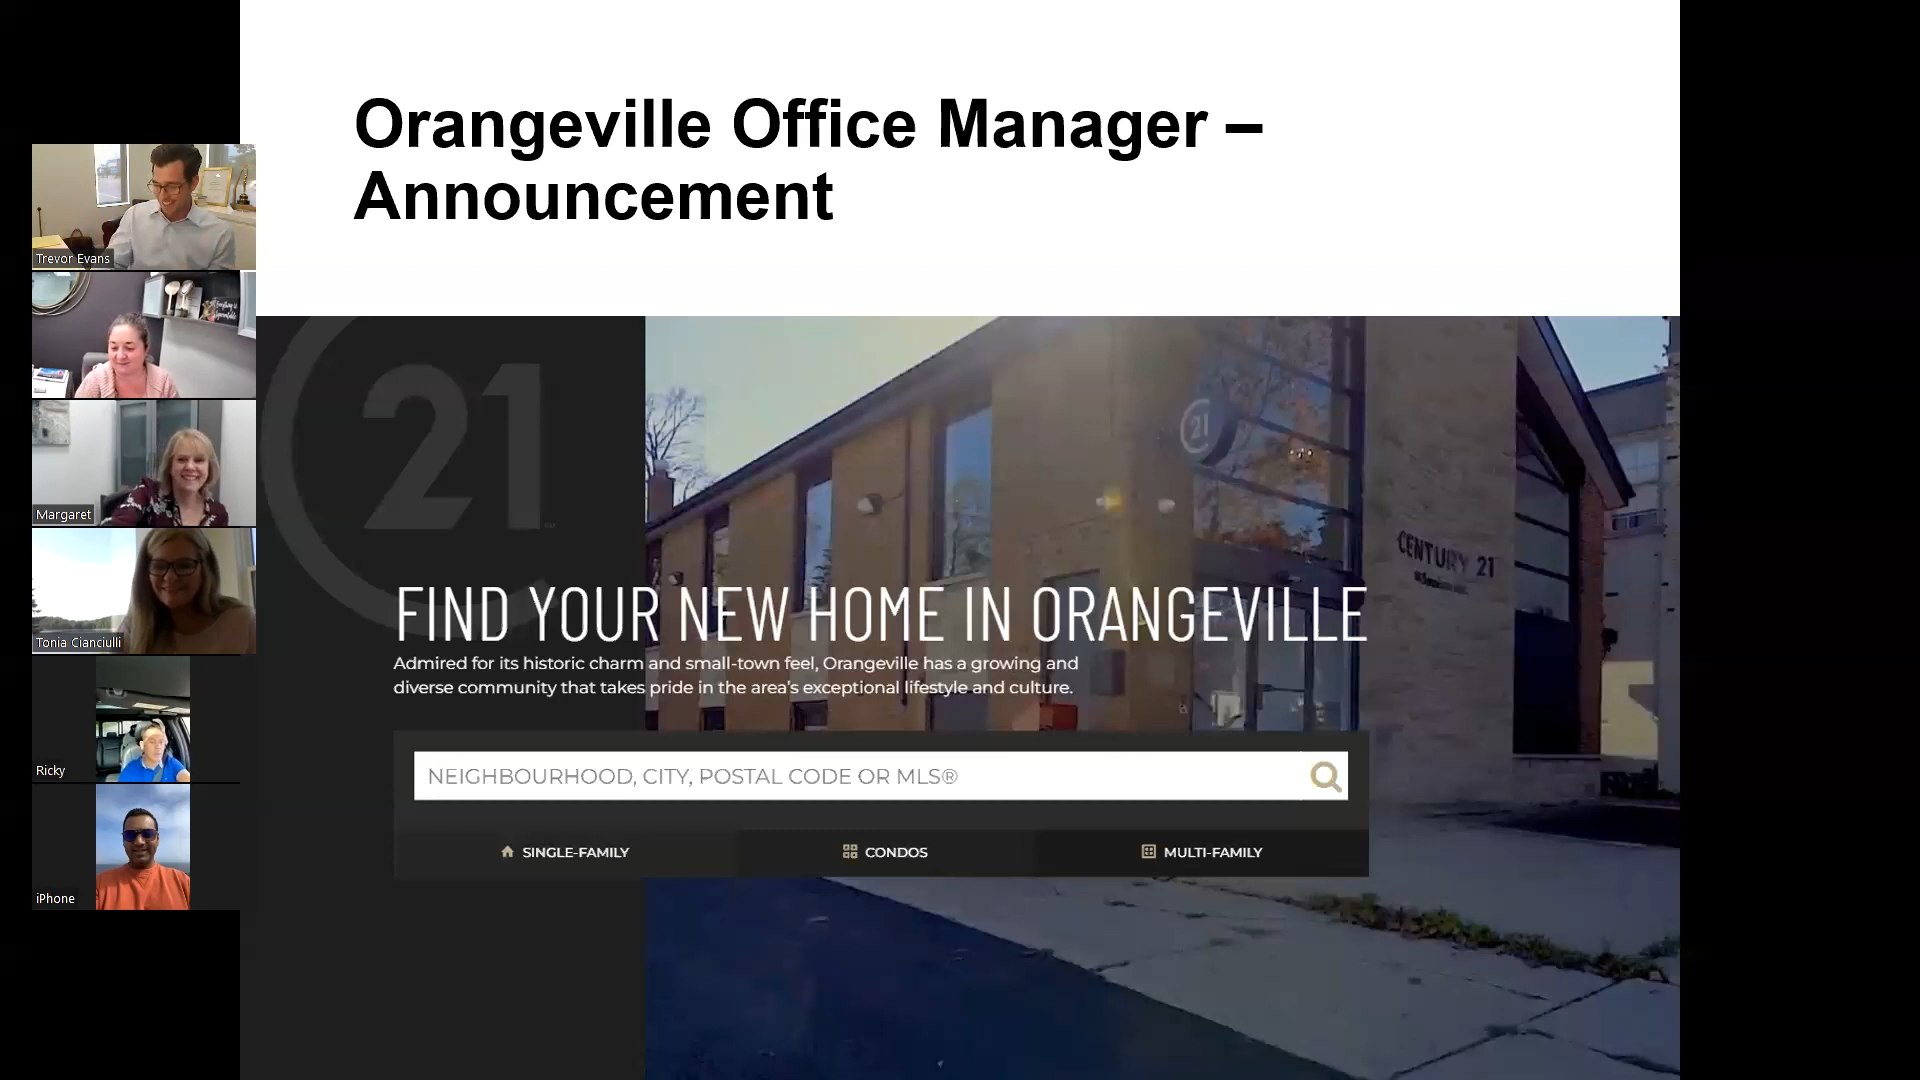 Orangeville Office Manager –
Announcement
Trevor Evans
Margaret
Tonia Cianciulli
Ricky
iPhone
21
21
CENTURY 21
FIND YOUR NEW HOME IN ORANGEVILLE
Admired for its historic charm and small-town feel, Orangeville has a growing and
diverse community that takes pride in the area's exceptional lifestyle and culture.
NEIGHBOURHOOD, CITY, POSTAL CODE OR MLS®
SINGLE-FAMILY
CONDOS
MULTI-FAMILY